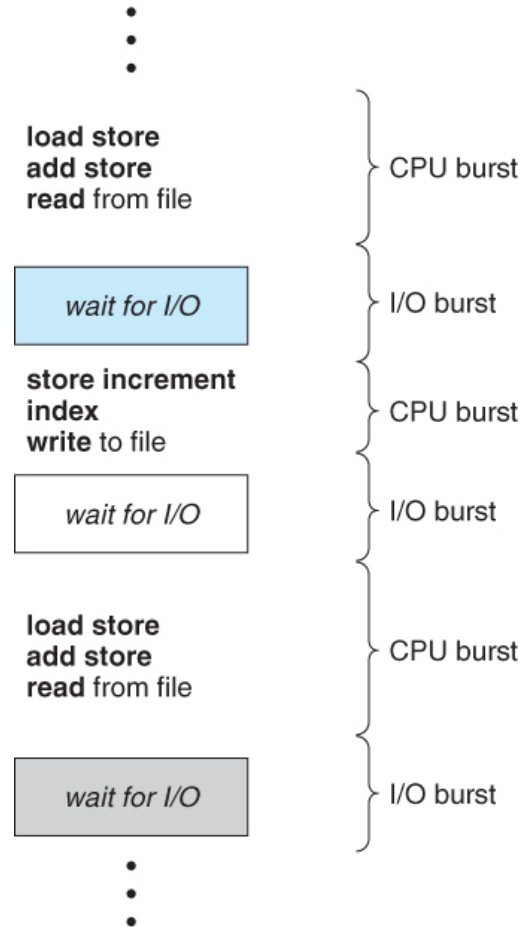 load store
add store
read from file
CPU burst
wait for I/O
I/O burst
store increment
index
write to file
CPU burst
wait for I/O
I/O burst
load store
add store
read from file
CPU burst
wait for I/O
I/O burst